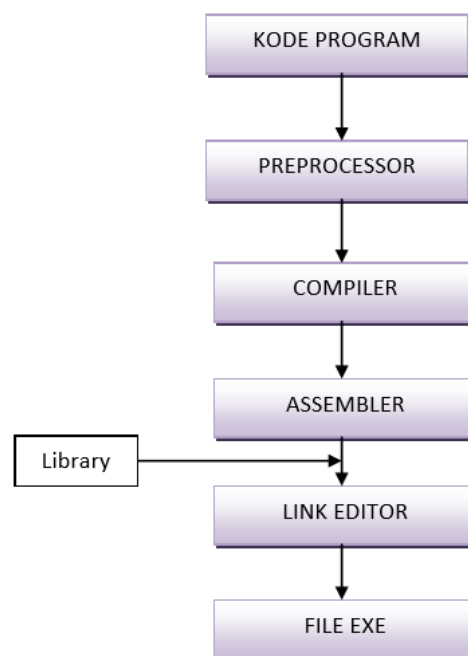 KODE PROGRAM
PREPROCESSOR
COMPILER
ASSEMBLER
Library
LINK EDITOR
FILE EXE